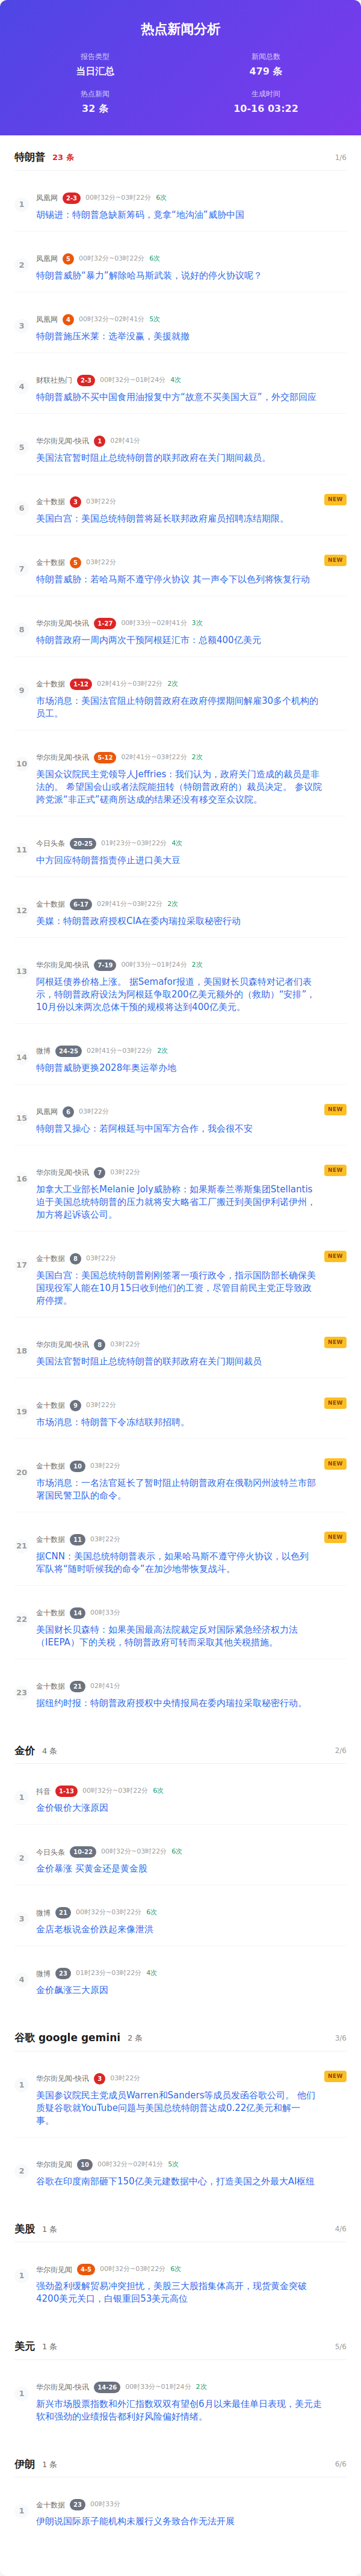 热点新闻分析
报告类型
当日汇总
新闻总数
479 条
热点新闻
32 条
生成时间
10-16 03:22
特朗普 23 条 1/6
1
凤凰网 2-3 00时32分~03时22分 6次
胡锡进：特朗普急缺新筹码，竟拿“地沟油”威胁中国
2
凤凰网 5 00时32分~03时22分 6次
特朗普威胁“暴力”解除哈马斯武装，说好的停火协议呢？
3
凤凰网 4 00时32分~02时41分 5次
特朗普施压米莱：选举没赢，美援就撤
4
财联社热门 2-3 00时32分~01时24分 4次
特朗普威胁不买中国食用油报复中方“故意不买美国大豆”，外交部回应
5
华尔街见闻-快讯 1 02时41分
美国法官暂时阻止总统特朗普的联邦政府在关门期间裁员。
6
金十数据 3 03时22分 NEW
美国白宫：美国总统特朗普将延长联邦政府雇员招聘冻结期限。
7
金十数据 5 03时22分 NEW
特朗普威胁：若哈马斯不遵守停火协议 其一声令下以色列将恢复行动
8
华尔街见闻-快讯 1-27 00时33分~02时41分 3次
特朗普政府一周内两次干预阿根廷汇市：总额400亿美元
9
金十数据 1-12 02时41分~03时22分 2次
市场消息：美国法官阻止特朗普政府在政府停摆期间解雇30多个机构的
员工。
10
华尔街见闻-快讯 5-12 02时41分~03时22分 2次
美国众议院民主党领导人Jeffries：我们认为，政府关门造成的裁员是非
法的。 希望国会山或者法院能扭转（特朗普政府的）裁员决定。 参议院
跨党派“非正式”磋商所达成的结果还没有移交至众议院。
11
今日头条 20-25 01时23分~03时22分 4次
中方回应特朗普指责停止进口美大豆
12
金十数据 6-17 02时41分~03时22分 2次
美媒：特朗普政府授权CIA在委内瑞拉采取秘密行动
13
华尔街见闻-快讯 7-19 00时33分~01时24分 2次
阿根廷债券价格上涨。 据Semafor报道，美国财长贝森特对记者们表
示，特朗普政府设法为阿根廷争取200亿美元额外的（救助）“安排”，
10月份以来两次总体干预的规模将达到400亿美元。
14
微博 24-25 02时41分~03时22分 2次
特朗普威胁更换2028年奥运举办地
15
凤凰网 6 03时22分 NEW
特朗普又操心：若阿根廷与中国军方合作，我会很不安
16
华尔街见闻-快讯 7 03时22分 NEW
加拿大工业部长Melanie Joly威胁称：如果斯泰兰蒂斯集团Stellantis
迫于美国总统特朗普的压力就将安大略省工厂搬迁到美国伊利诺伊州，
加方将起诉该公司。
17
金十数据 8 03时22分 NEW
美国白宫：美国总统特朗普刚刚签署一项行政令，指示国防部长确保美
国现役军人能在10月15日收到他们的工资，尽管目前民主党正导致政
府停摆。
18
华尔街见闻-快讯 8 03时22分 NEW
美国法官暂时阻止总统特朗普的联邦政府在关门期间裁员
19
金十数据 9 03时22分 NEW
市场消息：特朗普下令冻结联邦招聘。
20
金十数据 10 03时22分 NEW
市场消息：一名法官延长了暂时阻止特朗普政府在俄勒冈州波特兰市部
署国民警卫队的命令。
21
金十数据 11 03时22分 NEW
据CNN：美国总统特朗普表示，如果哈马斯不遵守停火协议，以色列
军队将“随时听候我的命令”在加沙地带恢复战斗。
22
金十数据 14 00时33分
美国财长贝森特：如果美国最高法院裁定反对国际紧急经济权力法
（IEEPA）下的关税，特朗普政府可转而采取其他关税措施。
23
金十数据 21 02时41分
据纽约时报：特朗普政府授权中央情报局在委内瑞拉采取秘密行动。
金价 4 条 2/6
1
抖音 1-13 00时32分~03时22分 6次
金价银价大涨原因
2
今日头条 10-22 00时32分~03时22分 6次
金价暴涨 买黄金还是黄金股
3
微博 21 00时32分~03时22分 6次
金店老板说金价跌起来像泄洪
4
微博 23 01时23分~03时22分 4次
金价飙涨三大原因
谷歌 google gemini 2 条 3/6
1
华尔街见闻-快讯 3 03时22分 NEW
美国参议院民主党成员Warren和Sanders等成员发函谷歌公司。 他们
质疑谷歌就YouTube问题与美国总统特朗普达成0.22亿美元和解一
事。
2
华尔街见闻 10 00时32分~02时41分 5次
谷歌在印度南部砸下150亿美元建数据中心，打造美国之外最大AI枢纽
美股 1 条 4/6
1
华尔街见闻 4-5 00时32分~03时22分 6次
强劲盈利缓解贸易冲突担忧，美股三大股指集体高开，现货黄金突破
4200美元关口，白银重回53美元高位
美元 1 条 5/6
1
华尔街见闻-快讯 14-26 00时33分~01时24分 2次
新兴市场股票指数和外汇指数双双有望创6月以来最佳单日表现，美元走
软和强劲的业绩报告都利好风险偏好情绪。
伊朗 1 条 6/6
1
金十数据 23 00时33分
伊朗说国际原子能机构未履行义务致合作无法开展